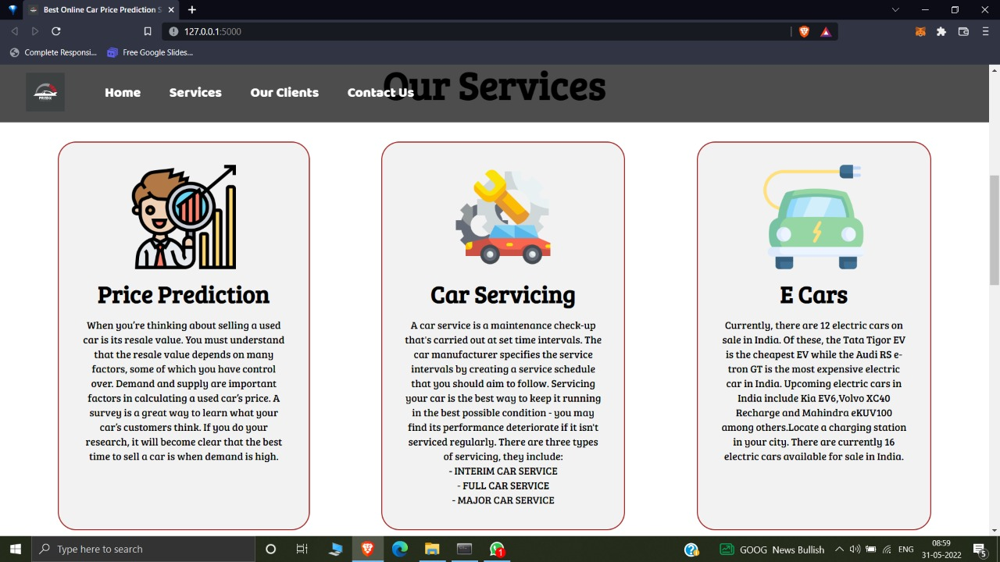 Best Online Car Price Prediction S
127.0.0.1:5000
Complete Responsi...
Free Google Slides...
PREDX
Home
Services
Our Clients
Contact Us
Our Services
Price Prediction
When you're thinking about selling a used
car is its resale value. You must understand
that the resale value depends on many
factors, some of which you have control
over. Demand and supply are important
factors in calculating a used car's price. A
survey is a great way to learn what your
car's customers think. If you do your
research, it will become clear that the best
time to sell a car is when demand is high.
Car Servicing
A car service is a maintenance check-up
that's carried out at set time intervals. The
car manufacturer specifies the service
intervals by creating a service schedule
that you should aim to follow. Servicing
your car is the best way to keep it running
in the best possible condition - you may
find its performance deteriorate if it isn't
serviced regularly. There are three types
of servicing, they include:
- INTERIM CAR SERVICE
- FULL CAR SERVICE
- MAJOR CAR SERVICE
E Cars
Currently, there are 12 electric cars on
sale in India. Of these, the Tata Tigor EV
is the cheapest EV while the Audi RS e-
tron GT is the most expensive electric
car in India. Upcoming electric cars in
India include Kia EV6,Volvo XC40
Recharge and Mahindra eKUV100
among others.Locate a charging station
in your city. There are currently 16
electric cars available for sale in India.
Type here to search
1
GOOG News Bullish
ENG
08:59
31-05-2022
5